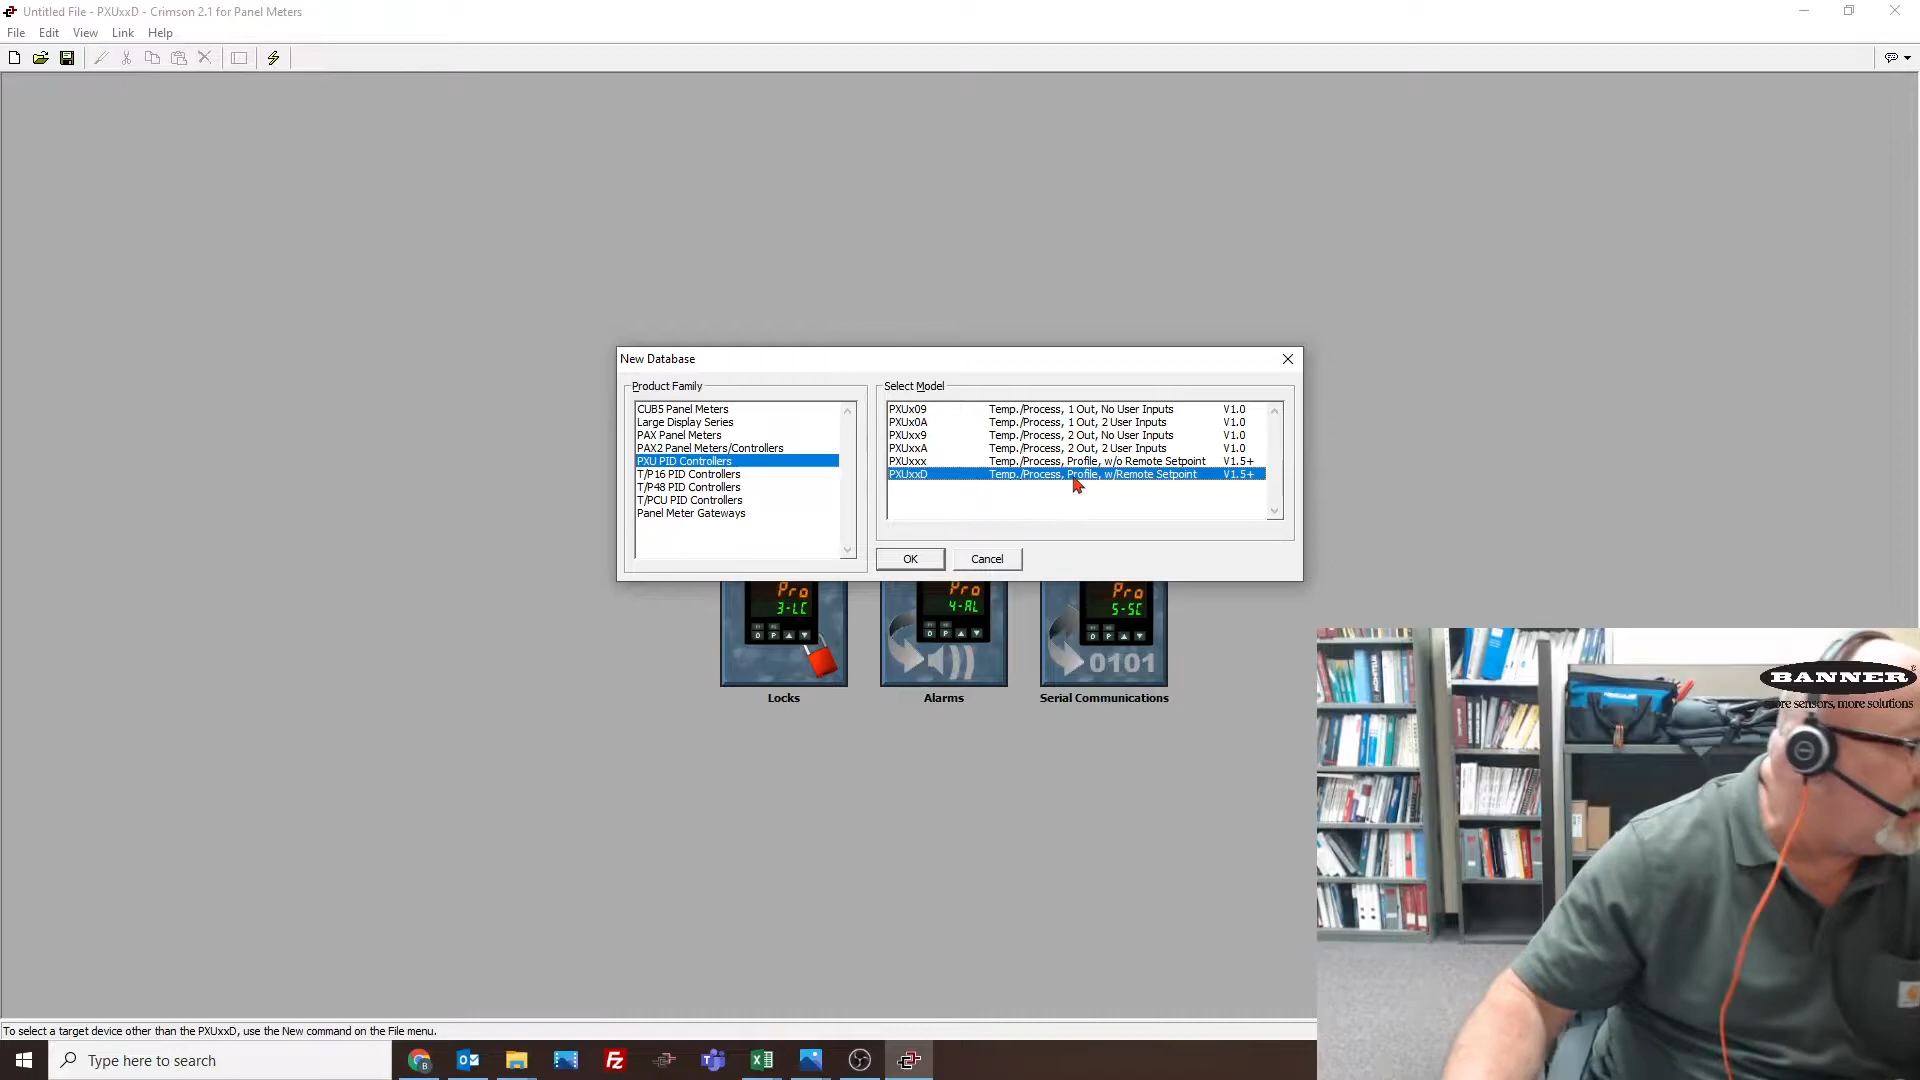 Untitled File - PXUxxD - Crimson 2.1 for Panel Meters
File Edit View Link Help
New Database
Product Family
CUB5 Panel Meters
Large Display Series
PAX Panel Meters
PAX2 Panel Meters/Controllers
PXU PID Controllers
T/P16 PID Controllers
T/P48 PID Controllers
T/PCU PID Controllers
Panel Meter Gateways
Select Model
PXUx09 Temp./Process, 1 Out, No User Inputs V1.0
PXUx0A Temp./Process, 1 Out, 2 User Inputs V1.0
PXUxx9 Temp./Process, 2 Out, No User Inputs V1.0
PXUxxA Temp./Process, 2 Out, 2 User Inputs V1.0
PXUxxx Temp./Process, Profile, w/o Remote Setpoint V1.5+
PXUxxD Temp./Process, Profile, w/Remote Setpoint V1.5+
OK Cancel
Pro Pro Pro
3-LC 4-AL 5-SC
D P D P D P
0101
Locks Alarms Serial Communications
BANNER
more sensors, more solutions
To select a target device other than the PXUxxD, use the New command on the File menu.
Type here to search